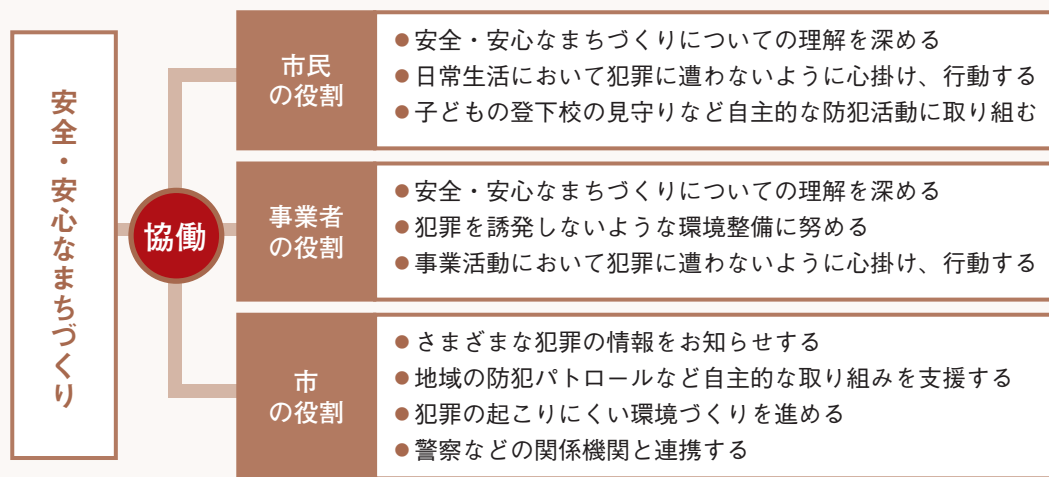 安全・安心なまちづくり
協働
市民
の役割
●安全・安心なまちづくりについての理解を深める
●日常生活において犯罪に遭わないように心掛け、行動する
●子どもの登下校の見守りなど自主的な防犯活動に取り組む
事業者
の役割
●安全・安心なまちづくりについての理解を深める
●犯罪を誘発しないような環境整備に努める
●事業活動において犯罪に遭わないように心掛け、行動する
市
の役割
●さまざまな犯罪の情報をお知らせする
●地域の防犯パトロールなど自主的な取り組みを支援する
●犯罪の起こりにくい環境づくりを進める
●警察などの関係機関と連携する